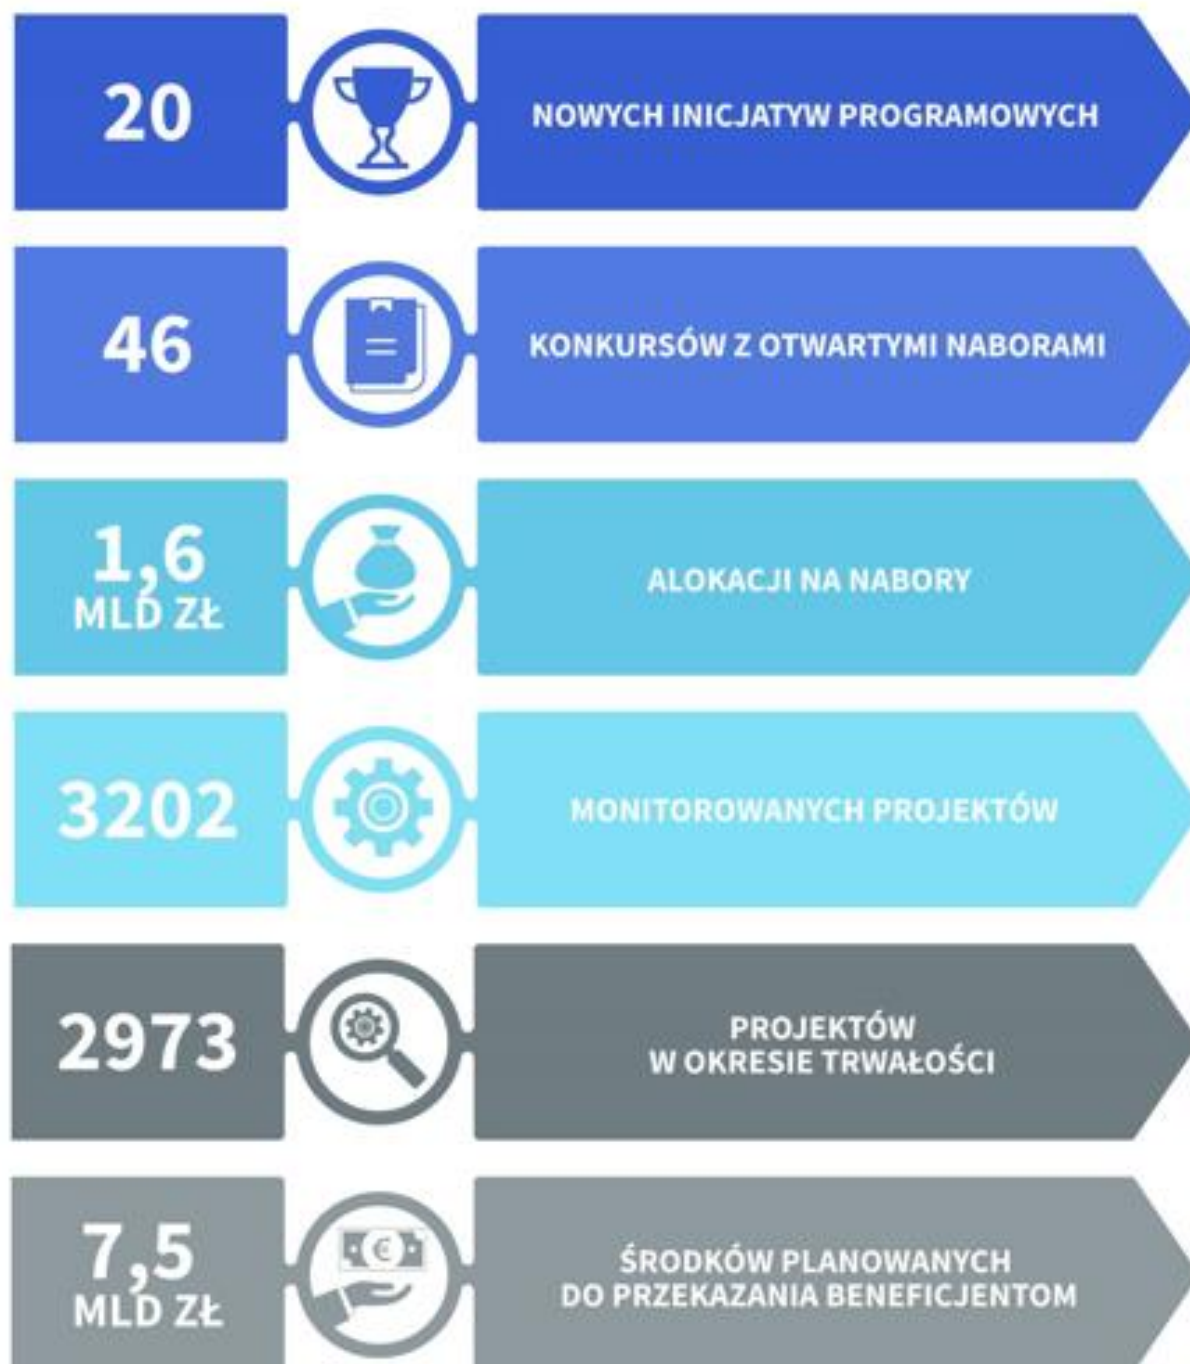 20
NOWYCH INICJATYW PROGRAMOWYCH
46
KONKURSÓW Z OTWARTYMI NABORAMI
1,6
MLD ZŁ
ALOKACJI NA NABORY
3202
MONITOROWANYCH PROJEKTÓW
2973
PROJEKTÓW
W OKRESIE TRWAŁOŚCI
7,5
MLD ZŁ
€
ŚRODKÓW PLANOWANYCH
DO PRZEKAZANIA BENEFICJENTOM